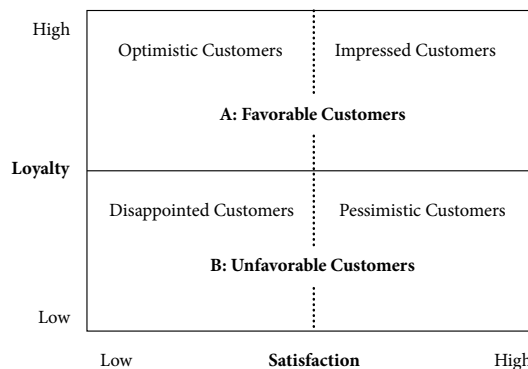 High
Optimistic Customers
Impressed Customers
A: Favorable Customers
Loyalty
Disappointed Customers
Pessimistic Customers
B: Unfavorable Customers
Low
Low
Satisfaction
High